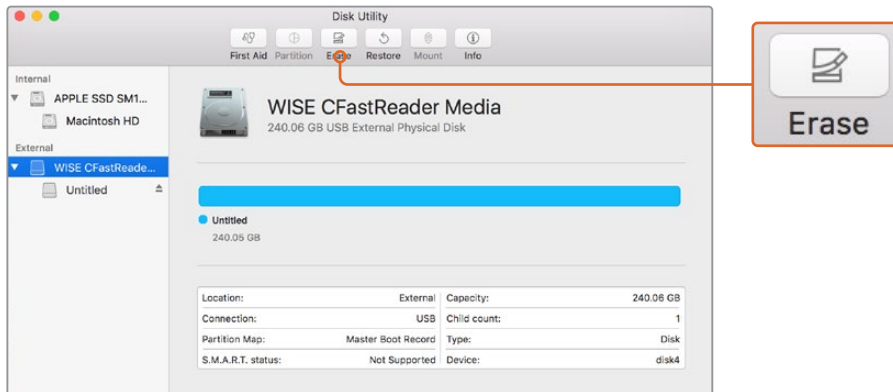 Disk Utility
First Aid Partition Erase Restore Mount Info
Erase
Internal
APPLE SSD SM1...
Macintosh HD
External
WISE CFastReade...
Untitled
WISE CFastReader Media
240.06 GB USB External Physical Disk
Untitled
240.05 GB
Location: External Capacity: 240.06 GB
Connection: USB Child count: 1
Partition Map: Master Boot Record Type: Disk
S.M.A.R.T. status: Not Supported Device: disk4